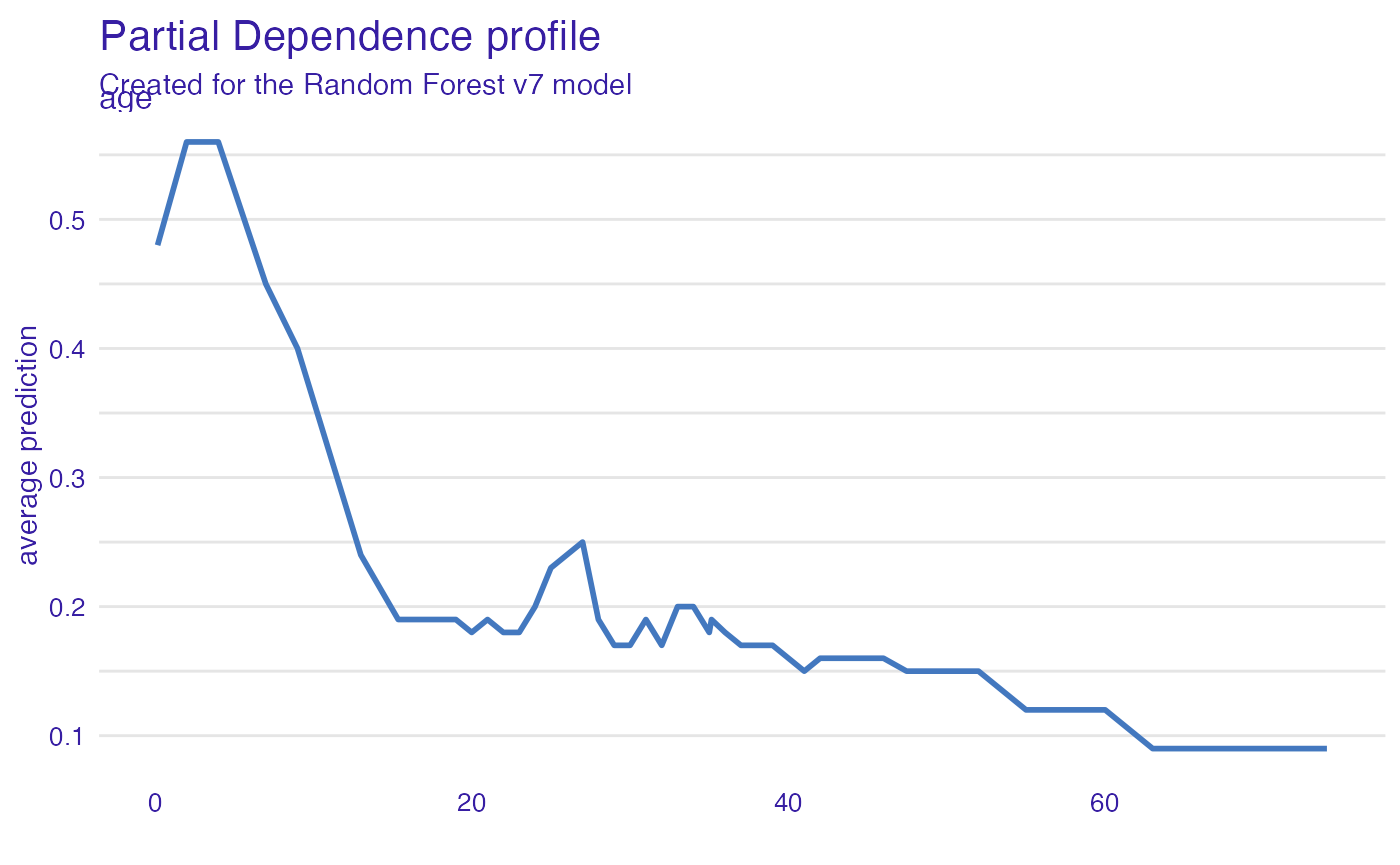 Partial Dependence profile
Created for the Random Forest v7 model
age
average prediction
0.5
0.4
0.3
0.2
0.1
0 20 40 60